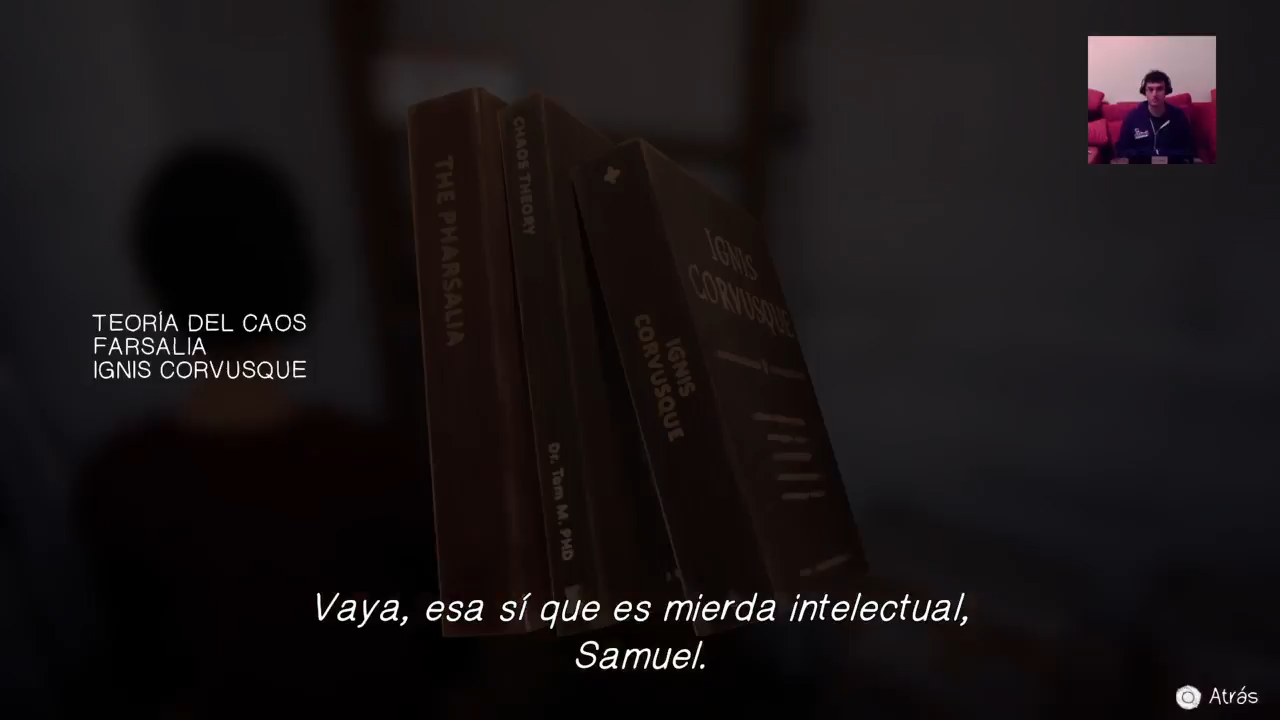 THE PHARSALIA
CHAOS THEORY
Dr. Tom M. PHD
IGNIS
CORVUSQUE
IGNIS
CORVUSQUE
TEORÍA DEL CAOS
FARSALIA
IGNIS CORVUSQUE
Vaya, esa sí que es mierda intelectual,
Samuel.
Atrás